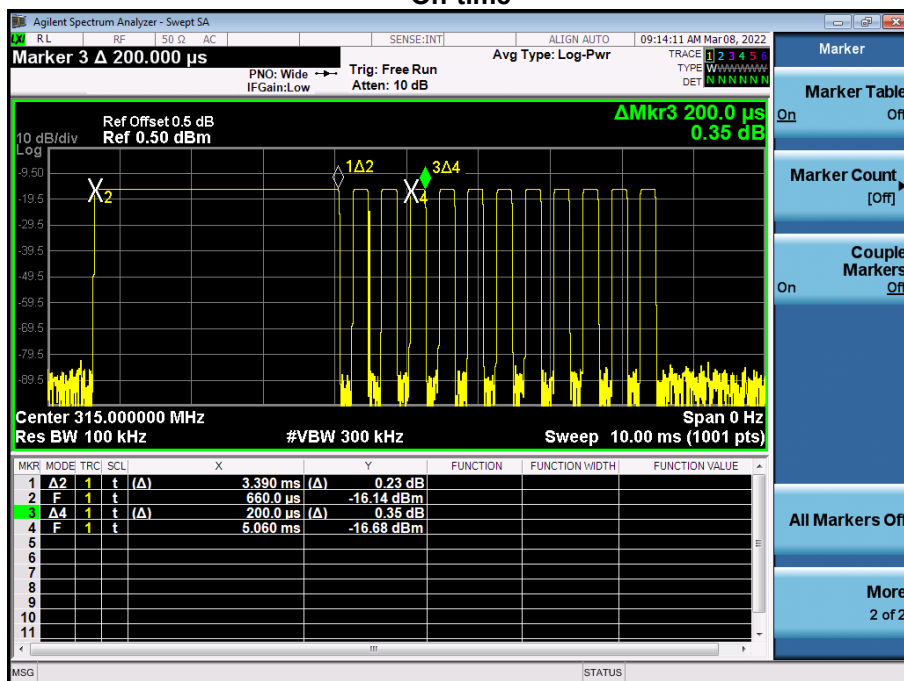 On time
Agilent Spectrum Analyzer - Swept SA
LXI RL RF 50 Ω AC SENSE:INT ALIGN AUTO 09:14:11 AM Mar 08, 2022
Marker 3 Δ 200.000 µs
PNO: Wide
IFGain:Low
Trig: Free Run
Atten: 10 dB
Avg Type: Log-Pwr
TRACE 1 2 3 4 5 6
TYPE WWWWWW
DET N N N N N N
ΔMkr3 200.0 µs
0.35 dB
Ref Offset 0.5 dB
10 dB/div Ref 0.50 dBm
Log
-9.50
-19.5
-29.5
-39.5
-49.5
-59.5
-69.5
-79.5
-89.5
X2
1Δ2
X4
3Δ4
Center 315.000000 MHz Span 0 Hz
Res BW 100 kHz #VBW 300 kHz Sweep 10.00 ms (1001 pts)
MKR MODE TRC SCL X Y FUNCTION FUNCTION WIDTH FUNCTION VALUE
1 Δ2 1 t (Δ) 3.390 ms (Δ) 0.23 dB
2 F 1 t 660.0 µs -16.14 dBm
3 Δ4 1 t (Δ) 200.0 µs (Δ) 0.35 dB
4 F 1 t 5.060 ms -16.68 dBm
5
6
7
8
9
10
11
MSG STATUS
Marker
Marker Table
On Off
Marker Count
[Off]
Couple
Markers
On Off
All Markers Off
More
2 of 2